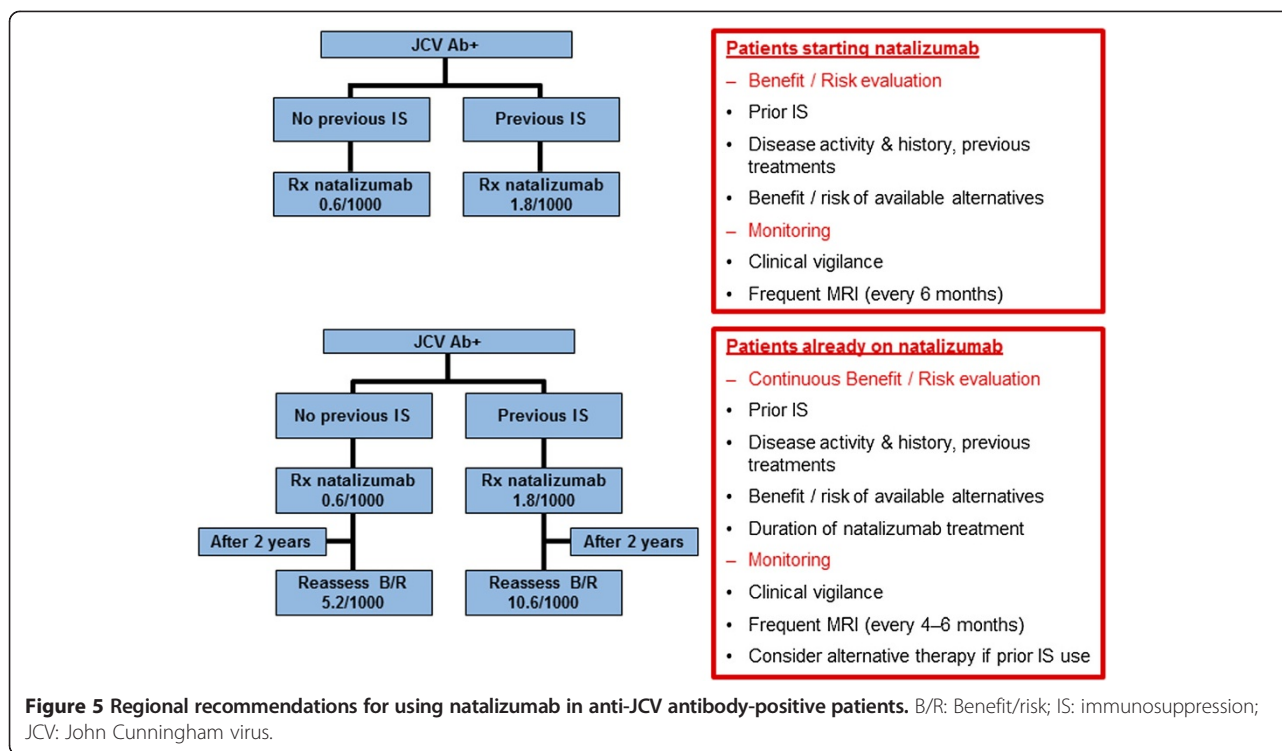 JCV Ab+
No previous IS
Previous IS
Rx natalizumab
0.6/1000
Rx natalizumab
1.8/1000
Patients starting natalizumab
– Benefit / Risk evaluation
• Prior IS
• Disease activity & history, previous
treatments
• Benefit / risk of available alternatives
– Monitoring
• Clinical vigilance
• Frequent MRI (every 6 months)
JCV Ab+
No previous IS
Previous IS
Rx natalizumab
0.6/1000
Rx natalizumab
1.8/1000
After 2 years
After 2 years
Reassess B/R
5.2/1000
Reassess B/R
10.6/1000
Patients already on natalizumab
– Continuous Benefit / Risk evaluation
• Prior IS
• Disease activity & history, previous
treatments
• Benefit / risk of available alternatives
• Duration of natalizumab treatment
– Monitoring
• Clinical vigilance
• Frequent MRI (every 4–6 months)
• Consider alternative therapy if prior IS use
Figure 5 Regional recommendations for using natalizumab in anti-JCV antibody-positive patients. B/R: Benefit/risk; IS: immunosuppression;
JCV: John Cunningham virus.